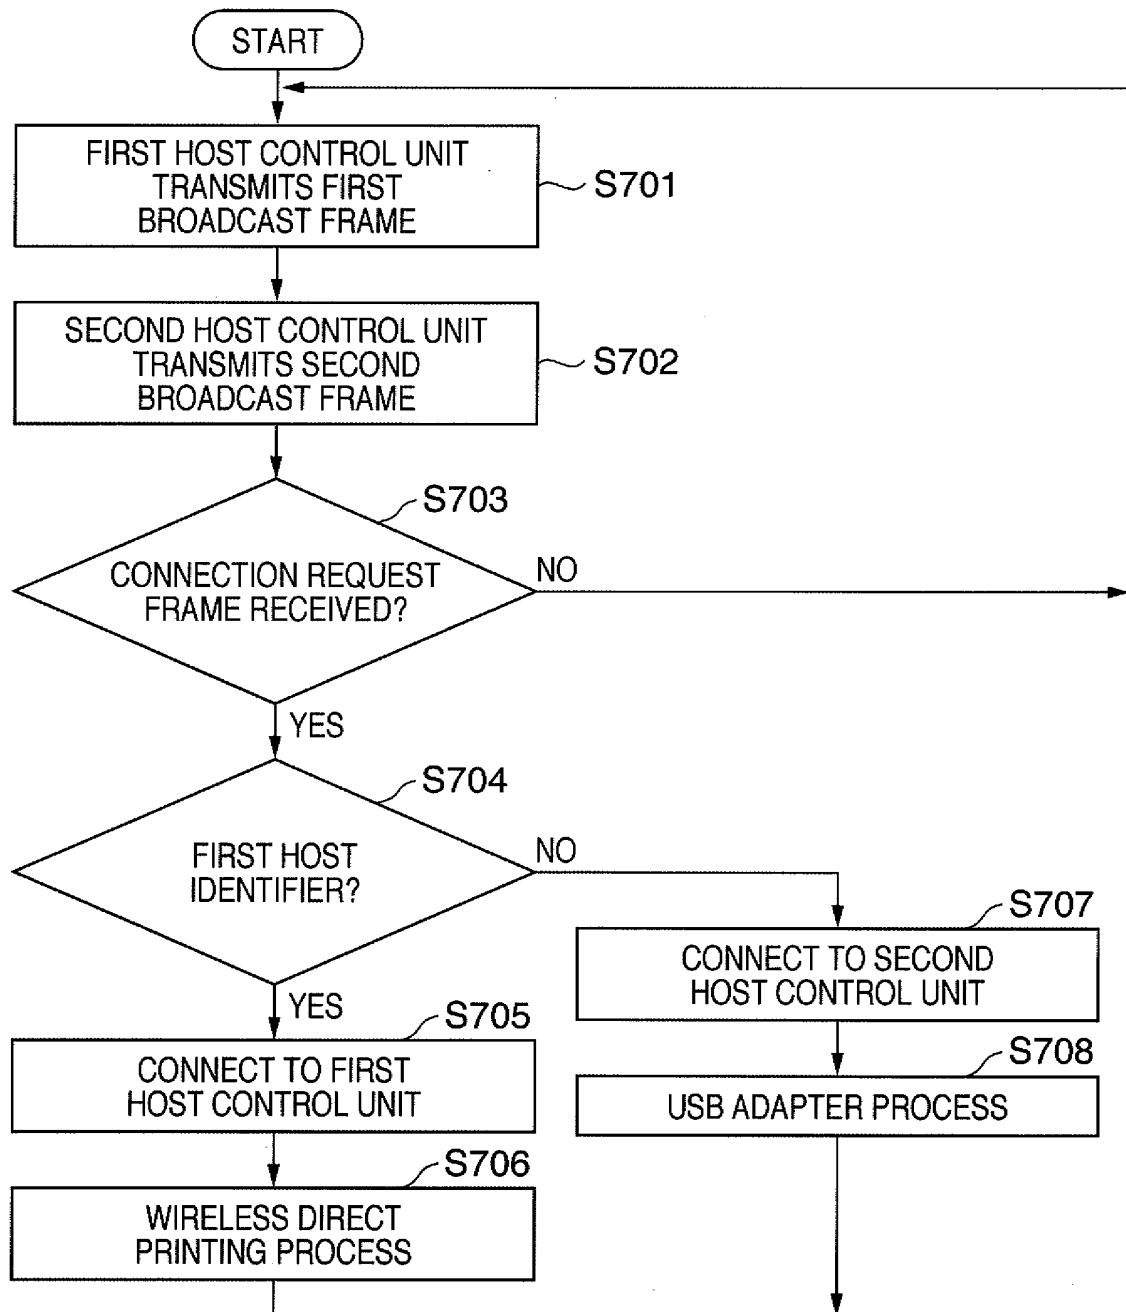 START
FIRST HOST CONTROL UNIT
TRANSMITS FIRST
BROADCAST FRAME
S701
SECOND HOST CONTROL UNIT
TRANSMITS SECOND
BROADCAST FRAME
S702
S703
CONNECTION REQUEST
FRAME RECEIVED?
NO
YES
S704
FIRST HOST
IDENTIFIER?
NO
YES
S707
CONNECT TO SECOND
HOST CONTROL UNIT
S705
CONNECT TO FIRST
HOST CONTROL UNIT
S708
USB ADAPTER PROCESS
S706
WIRELESS DIRECT
PRINTING PROCESS